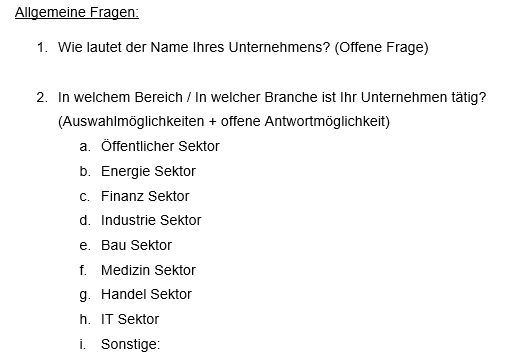 Allgemeine Fragen:
1. Wie lautet der Name Ihres Unternehmens? (Offene Frage)
2. In welchem Bereich / In welcher Branche ist Ihr Unternehmen tätig?
(Auswahlmöglichkeiten + offene Antwortmöglichkeit)
a. Öffentlicher Sektor
b. Energie Sektor
c. Finanz Sektor
d. Industrie Sektor
e. Bau Sektor
f. Medizin Sektor
g. Handel Sektor
h. IT Sektor
i. Sonstige: